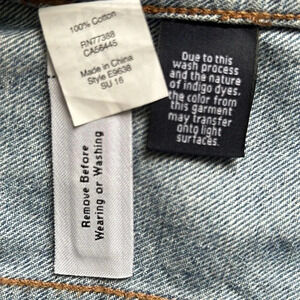 100% Cotton
RN77388
CA56445
Made in China
Style E9638
SU 16
Due to this
wash process
and the nature
of indigo dyes,
the color from
this garment
may transfer
onto light
surfaces.
Remove Before
Wearing or Washing